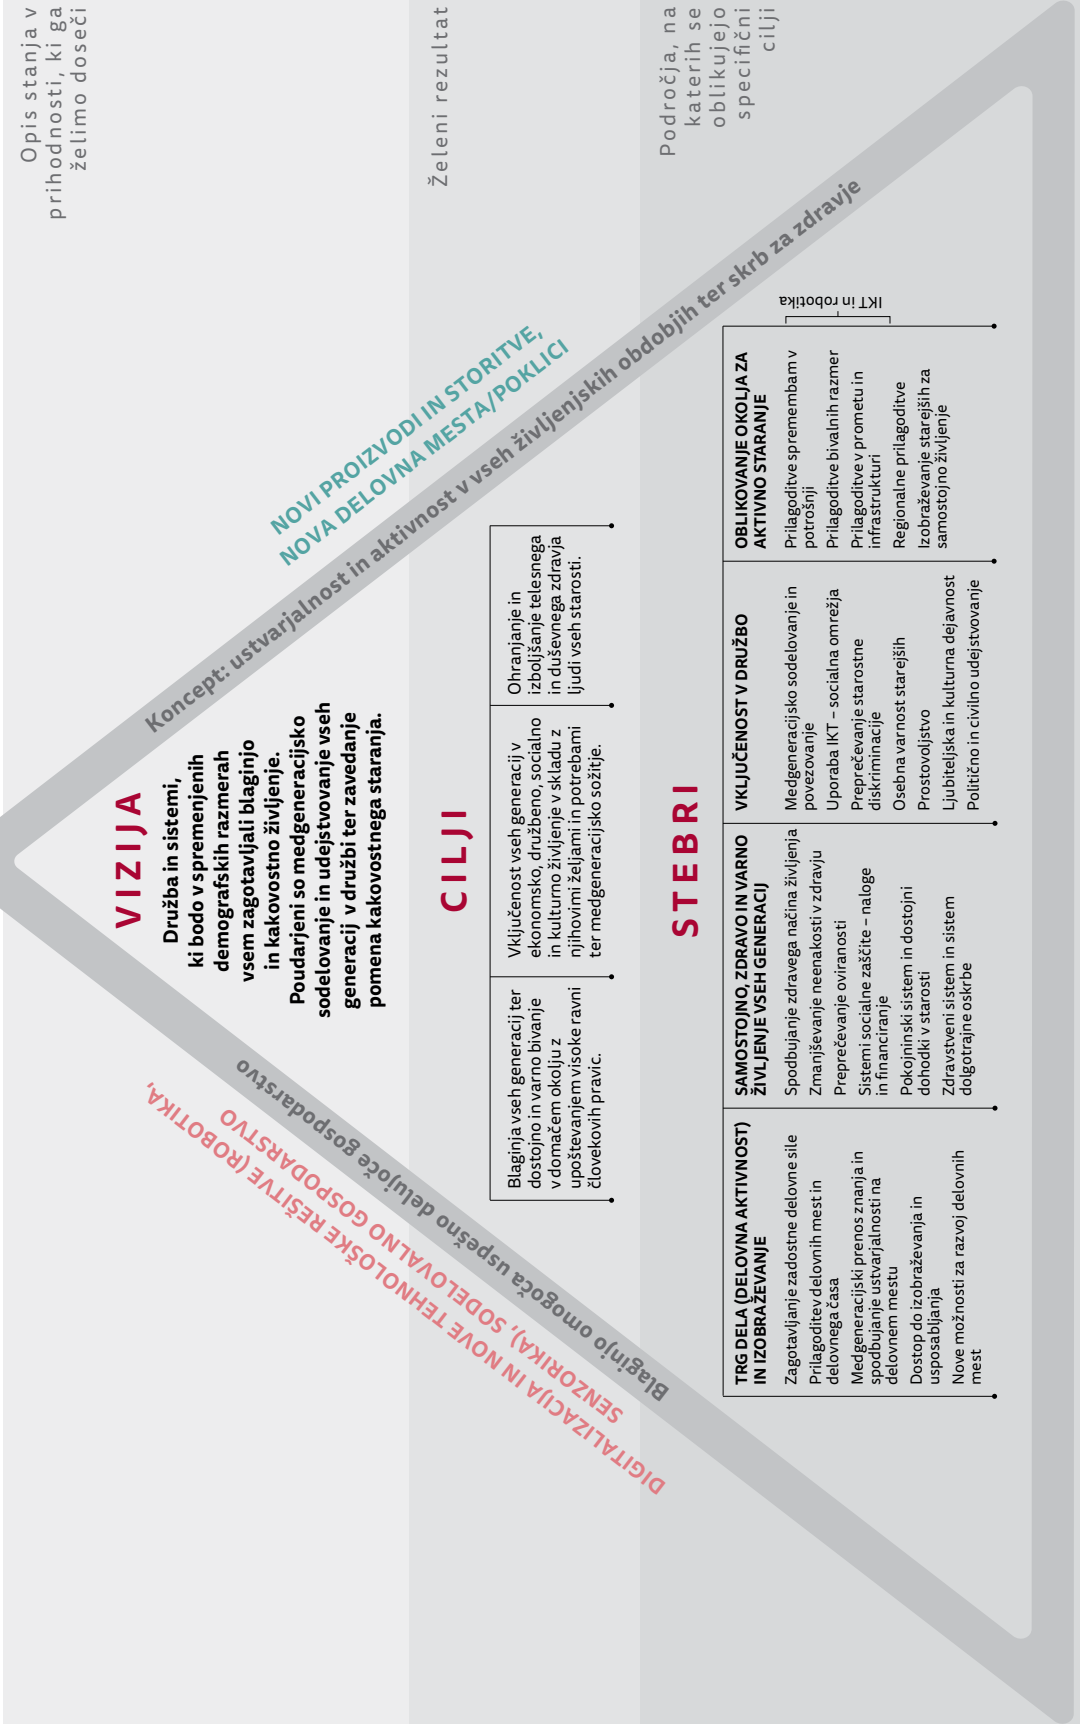 Opis stanja v
prihodnosti, ki ga
želimo doseči
VIZIJA
Družba in sistemi,
ki bodo v spremenjenih
demografskih razmerah
vsem zagotavljali blaginjo
in kakovostno življenje.
Poudarjeni so medgeneracijsko
sodelovanje in udejstvovanje vseh
generacij v družbi ter zavedanje
pomena kakovostnega staranja.
DIGITALIZACIJA IN NOVE TEHNOLOŠKE REŠITVE (ROBOTIKA,
SENZORIKA), SODELOVALNO GOSPODARSTVO
Blaginjo omogoča uspešno delujoče gospodarstvo
Koncept: ustvarjalnost in aktivnost v vseh življenjskih obdobjih ter skrb za zdravje
NOVI PROIZVODI IN STORITVE,
NOVA DELOVNA MESTA/POKLICI
Želeni rezultat
CILJI
Blaginja vseh generacij ter
dostojno in varno bivanje
v domačem okolju z
upoštevanjem visoke ravni
človekovih pravic.
Vključenost vseh generacij v
ekonomsko, družbeno, socialno
in kulturno življenje v skladu z
njihovimi željami in potrebami
ter medgeneracijsko sožitje.
Ohranjanje in
izboljšanje telesnega
in duševnega zdravja
ljudi vseh starosti.
Področja, na
katerih se
oblikujejo
specifični
cilji
STEBRI
TRG DELA (DELOVNA AKTIVNOST)
IN IZOBRAŽEVANJE
Zagotavljanje zadostne delovne sile
Prilagoditev delovnih mest in
delovnega časa
Medgeneracijski prenos znanja in
spodbujanje ustvarjalnosti na
delovnem mestu
Dostop do izobraževanja in
usposabljanja
Nove možnosti za razvoj delovnih
mest
SAMOSTOJNO, ZDRAVO IN VARNO
ŽIVLJENJE VSEH GENERACIJ
Spodbujanje zdravega načina življenja
Zmanjševanje neenakosti v zdravju
Preprečevanje oviranosti
Sistemi socialne zaščite – naloge
in financiranje
Pokojninski sistem in dostojni
dohodki v starosti
Zdravstveni sistem in sistem
dolgotrajne oskrbe
VKLJUČENOST V DRUŽBO
Medgeneracijsko sodelovanje in
povezovanje
Uporaba IKT – socialna omrežja
Preprečevanje starostne
diskriminacije
Osebna varnost starejših
Prostovoljstvo
Ljubiteljska in kulturna dejavnost
Politično in civilno udejstvovanje
OBLIKOVANJE OKOLJA ZA
AKTIVNO STARANJE
Prilagoditve spremembam v
potrošnji
Prilagoditve bivalnih razmer
Prilagoditve v prometu in
infrastrukturi
Regionalne prilagoditve
Izobraževanje starejših za
samostojno življenje
IKT in robotika